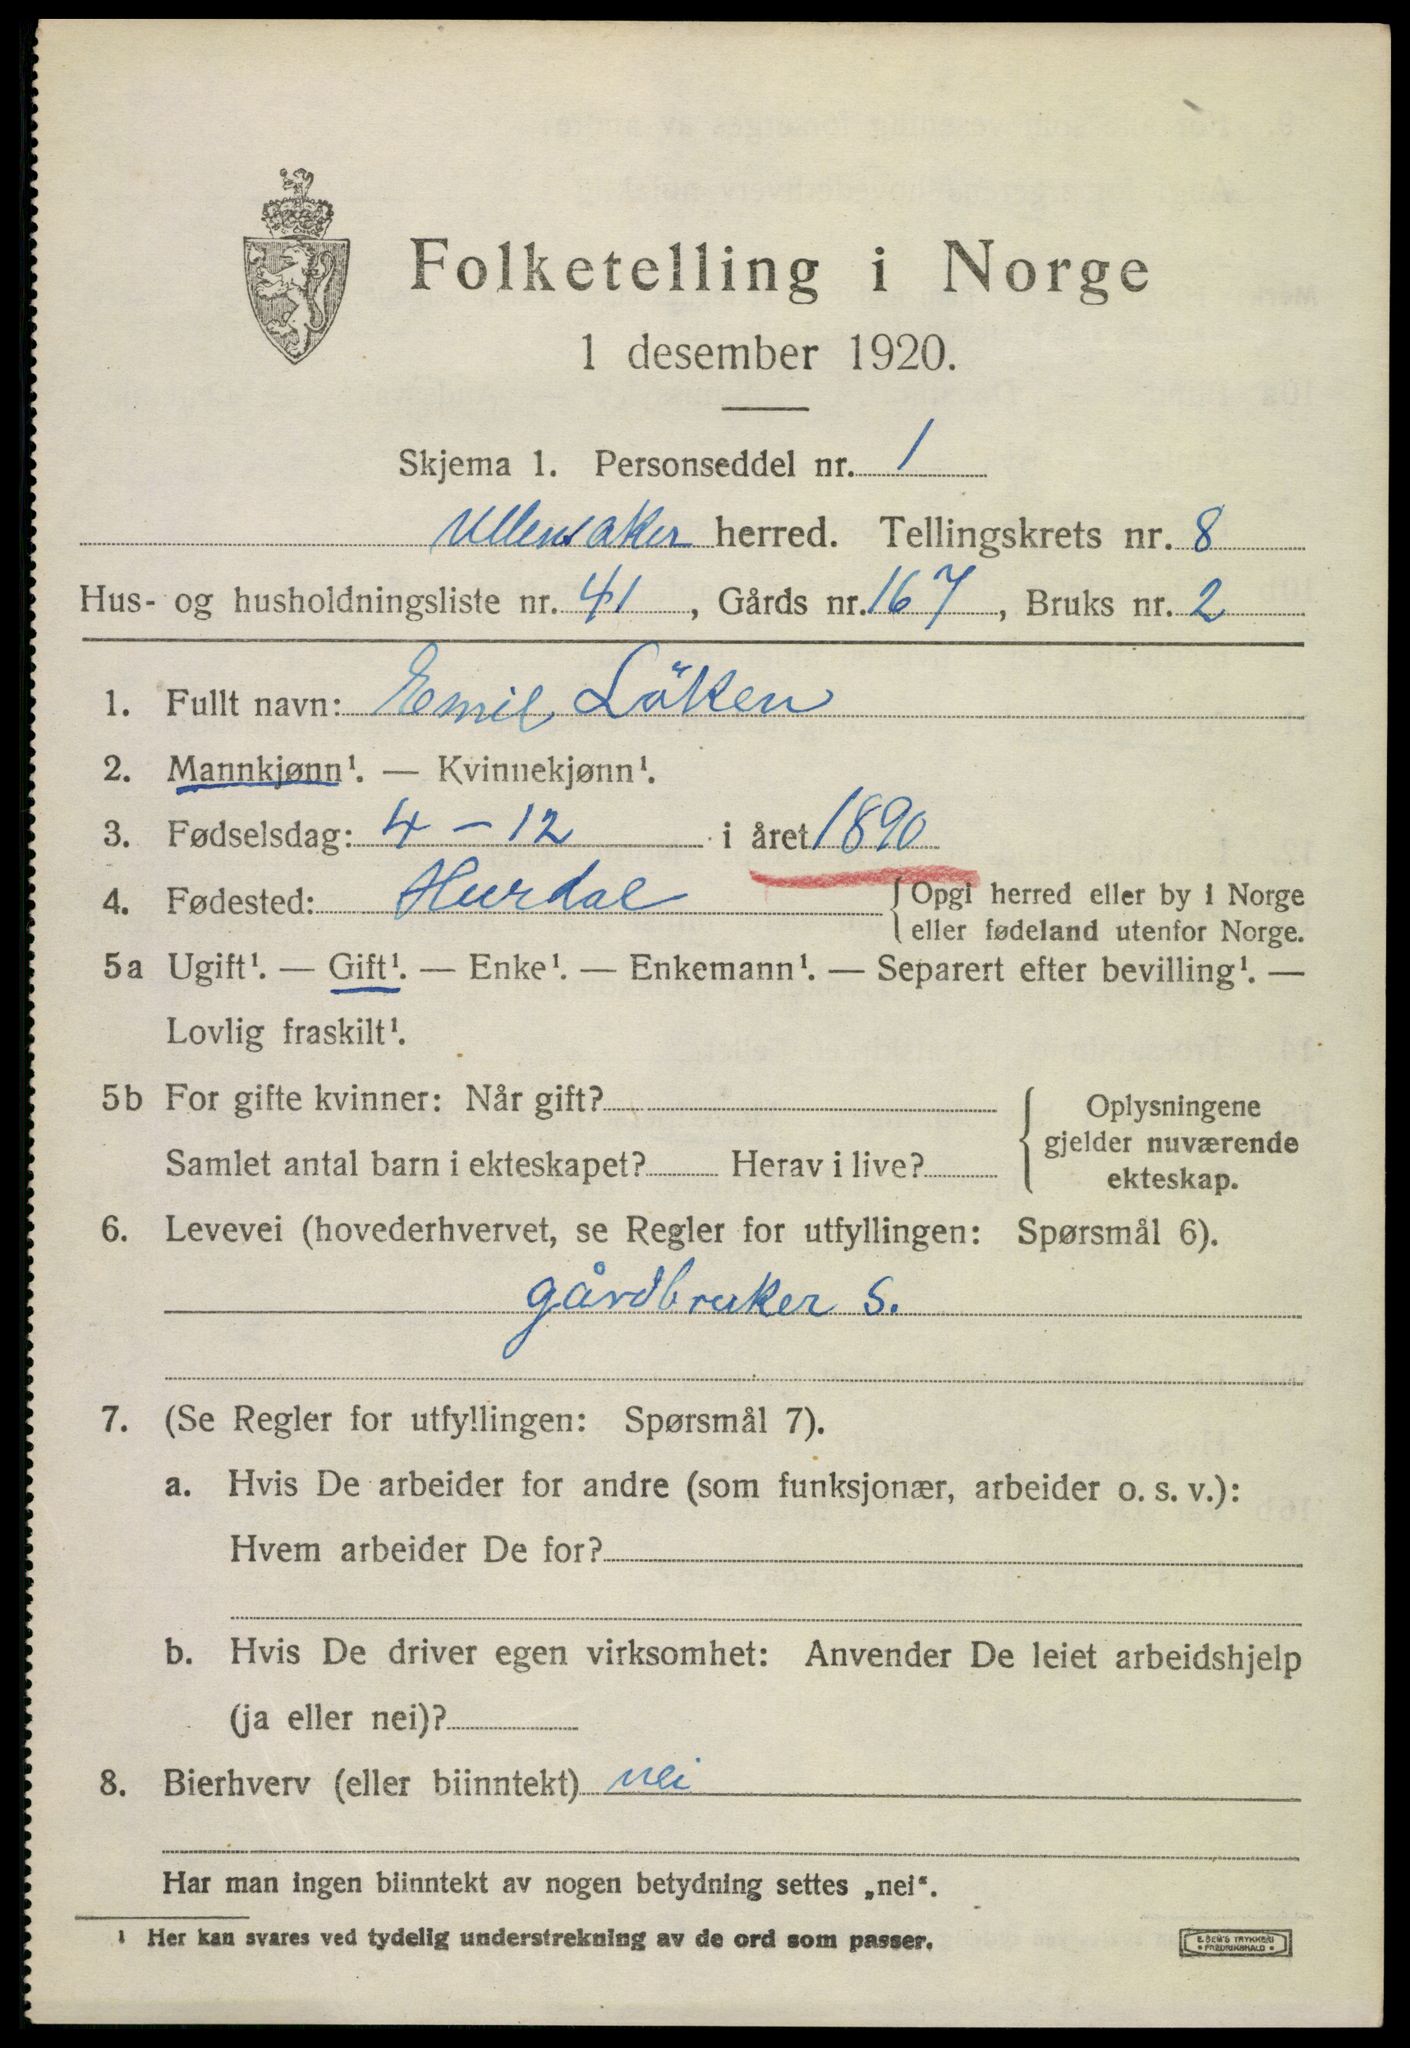 Folketelling i Norge
1 desember 1920.
Skjema 1. Personseddel nr. 1
Ullensaker herred. Tellingskrets nr. 8
Hus- og husholdningsliste nr. 41, Gårds nr. 167, Bruks nr. 2
1. Fullt navn: Emil Löken
2. Mannkjønn¹. — Kvinnekjønn¹.
3. Fødselsdag: 4 – 12 i året 1890
4. Fødested: Hurdal { Opgi herred eller by i Norge
eller fødeland utenfor Norge.
5a Ugift¹. — Gift¹. — Enke¹. — Enkemann¹. — Separert efter bevilling¹. —
Lovlig fraskilt¹.
5b For gifte kvinner: Når gift?
Samlet antal barn i ekteskapet? Herav i live?
{ Oplysningene
gjelder nuværende
ekteskap.
6. Levevei (hovederhvervet, se Regler for utfyllingen: Spørsmål 6).
gårdbruker S.
7. (Se Regler for utfyllingen: Spørsmål 7).
a. Hvis De arbeider for andre (som funksjonær, arbeider o. s. v.):
Hvem arbeider De for?
b. Hvis De driver egen virksomhet: Anvender De leiet arbeidshjelp
(ja eller nei)?
8. Bierhverv (eller biinntekt) nei
Har man ingen biinntekt av nogen betydning settes „nei“.
¹ Her kan svares ved tydelig understrekning av de ord som passer.
E. SEM'S TRYKKERI
• FREDRIKSHALD •